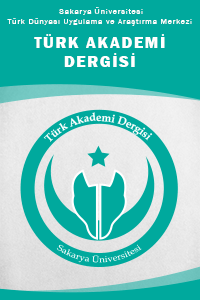 Sakarya Üniversitesi
Türk Dünyası Uygulama ve Araştırma Merkezi
TÜRK AKADEMİ
DERGİSİ
Türk Akademi Dergisi
Sakarya Üniversitesi